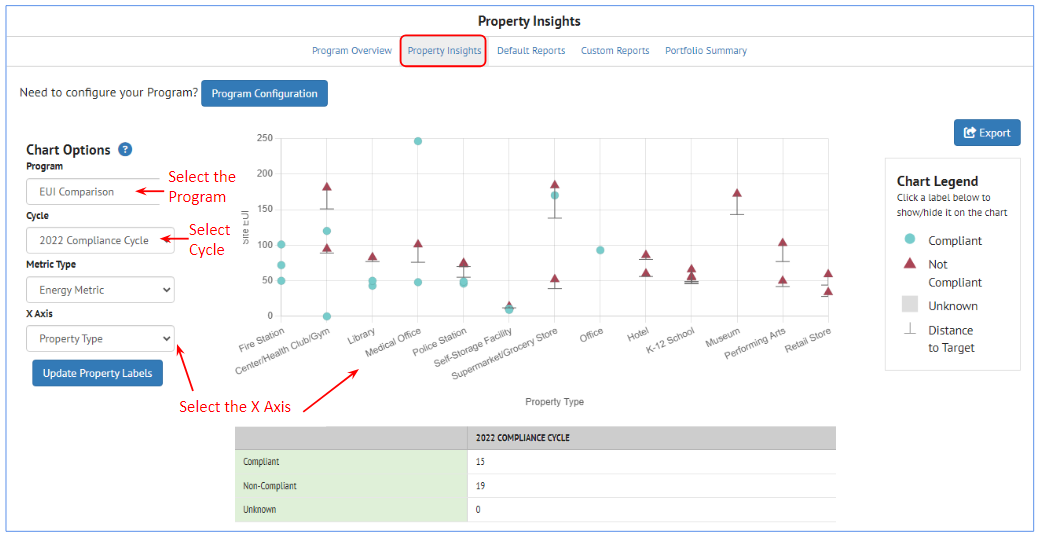 Property Insights
Program Overview Property Insights Default Reports Custom Reports Portfolio Summary
Need to configure your Program? Program Configuration
Export
Chart Options ?
Program
EUI Comparison
Select the
Program
Cycle
2022 Compliance Cycle
Select
Cycle
Metric Type
Energy Metric
X Axis
Property Type
Update Property Labels
Select the X Axis
250
200
150
100
50
0
Site EUI
Fire Station
Center/Health Club/Gym
Library
Medical Office
Police Station
Self-Storage Facility
Supermarket/Grocery Store
Office
Hotel
K-12 School
Museum
Performing Arts
Retail Store
Property Type
Chart Legend
Click a label below to
show/hide it on the chart
Compliant
Not
Compliant
Unknown
Distance
to Target
2022 COMPLIANCE CYCLE
Compliant 15
Non-Compliant 19
Unknown 0